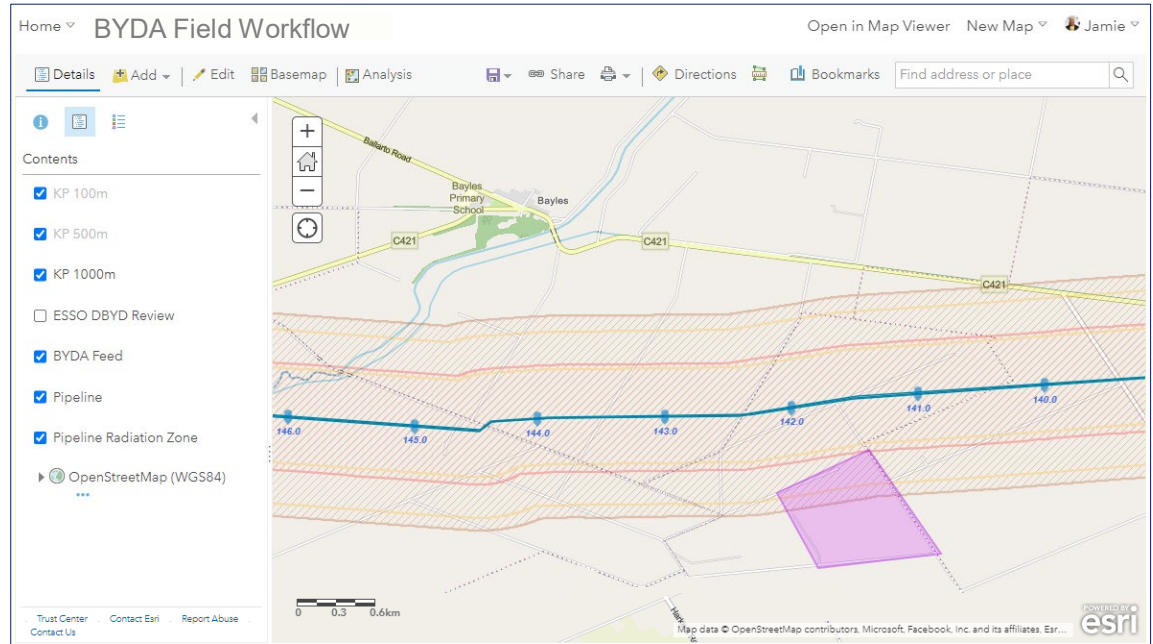 Home
BYDA Field Workflow
Open in Map Viewer New Map Jamie
Details Add Edit Basemap Analysis Share Directions Bookmarks Find address or place
Contents
KP 100m
KP 500m
KP 1000m
ESSO DBYD Review
BYDA Feed
Pipeline
Pipeline Radiation Zone
OpenStreetMap (WGS84)
Trust Center Contact Esri Report Abuse
Contact Us
Ballarto Road
Bayles
Primary
School
Bayles
C421
C421
C421
146.0
145.0
144.0
143.0
142.0
141.0
140.0
0 0.3 0.6km
Map data © OpenStreetMap contributors, Microsoft, Facebook, Inc. and its affiliates, Esr...
POWERED BY
esri